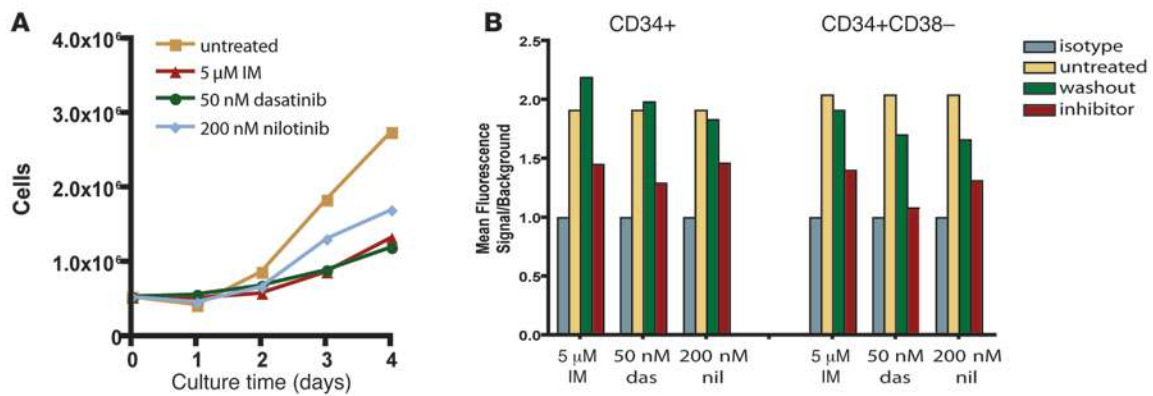 A
4.0x10⁶
3.0x10⁶
2.0x10⁶
1.0x10⁶
0
Cells
untreated
5 µM IM
50 nM dasatinib
200 nM nilotinib
0 1 2 3 4
Culture time (days)
B
CD34+ CD34+CD38–
2.5
2.0
1.5
1.0
0.5
0.0
Mean Fluorescence
Signal/Background
5 µM 50 nM 200 nM 5 µM 50 nM 200 nM
IM das nil IM das nil
isotype
untreated
washout
inhibitor